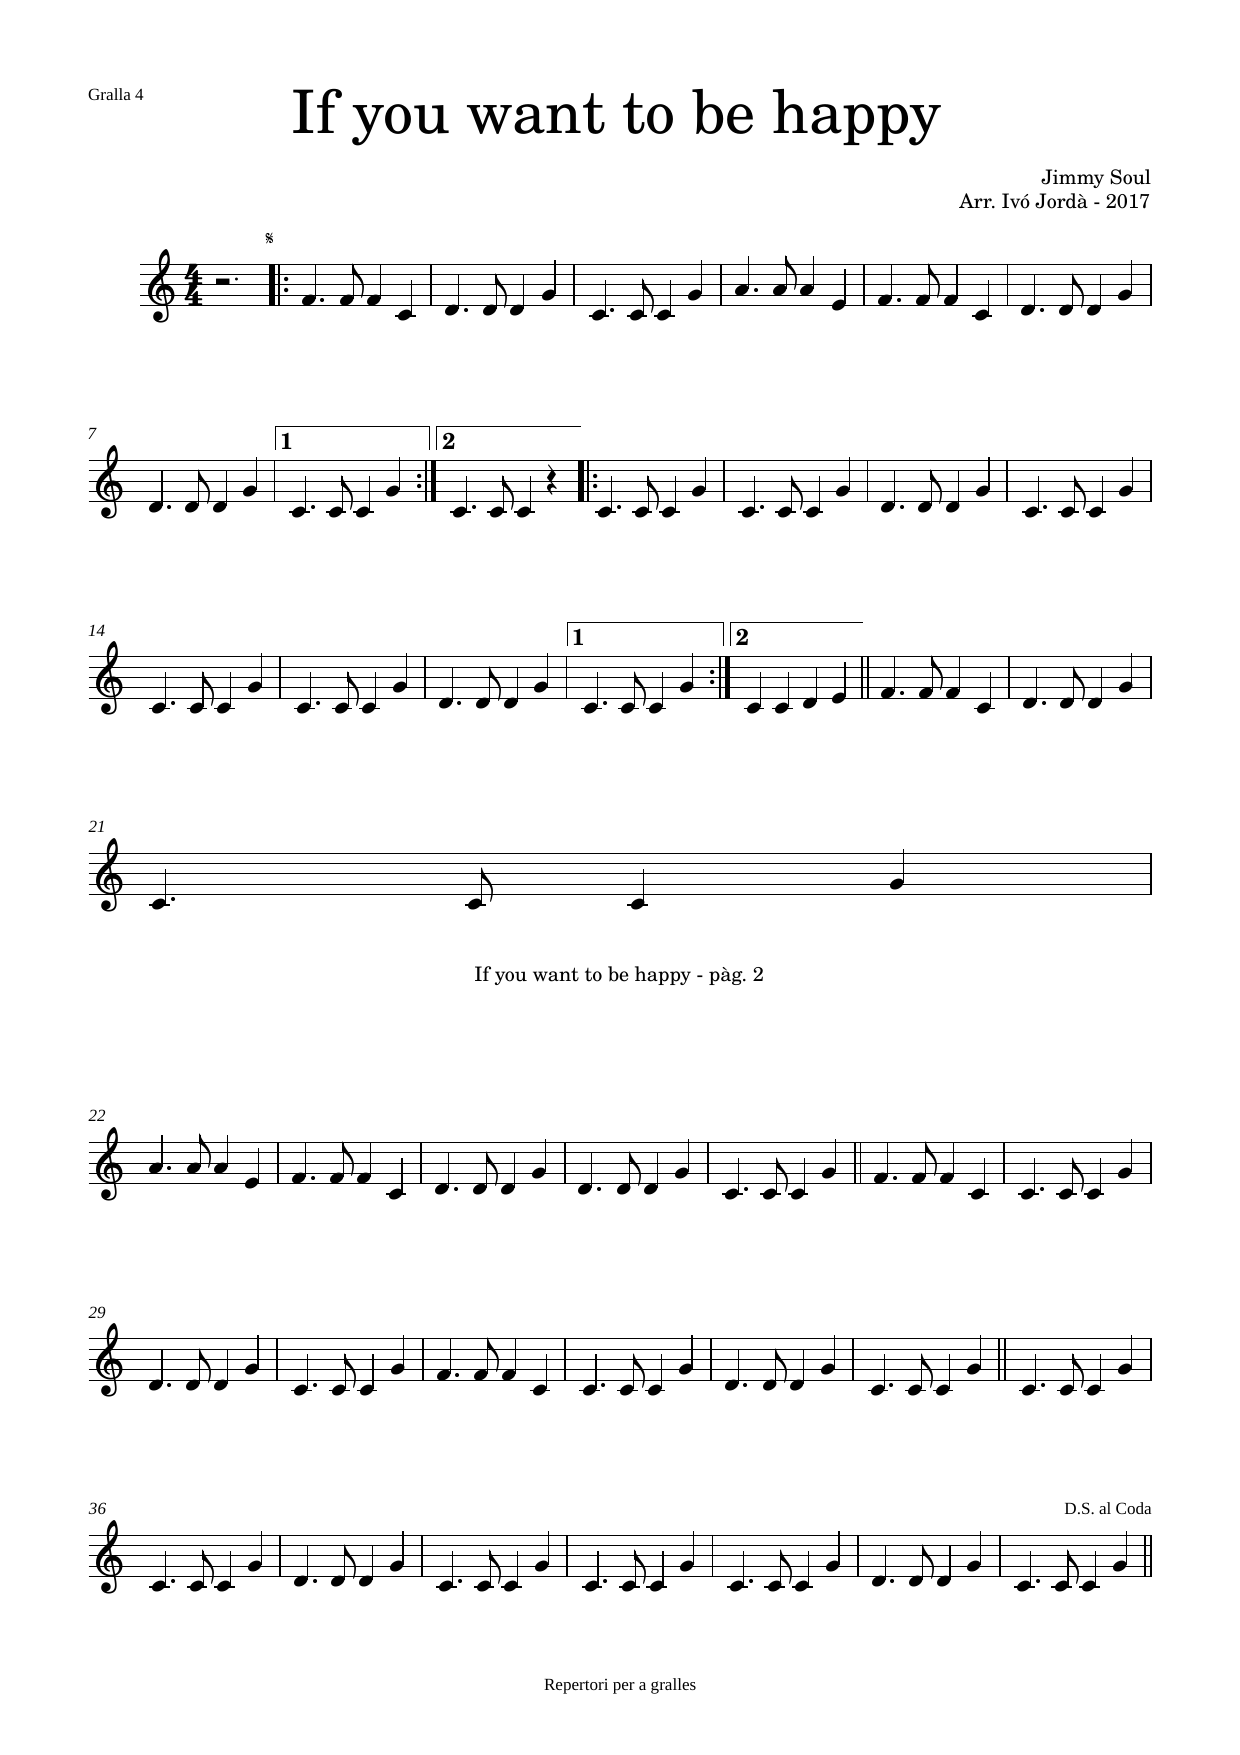 Gralla 4
If you want to be happy
Jimmy Soul
Arr. Ivó Jordà - 2017
7
1
2
14
1
2
21
If you want to be happy - pàg. 2
22
29
36
D.S. al Coda
Repertori per a gralles